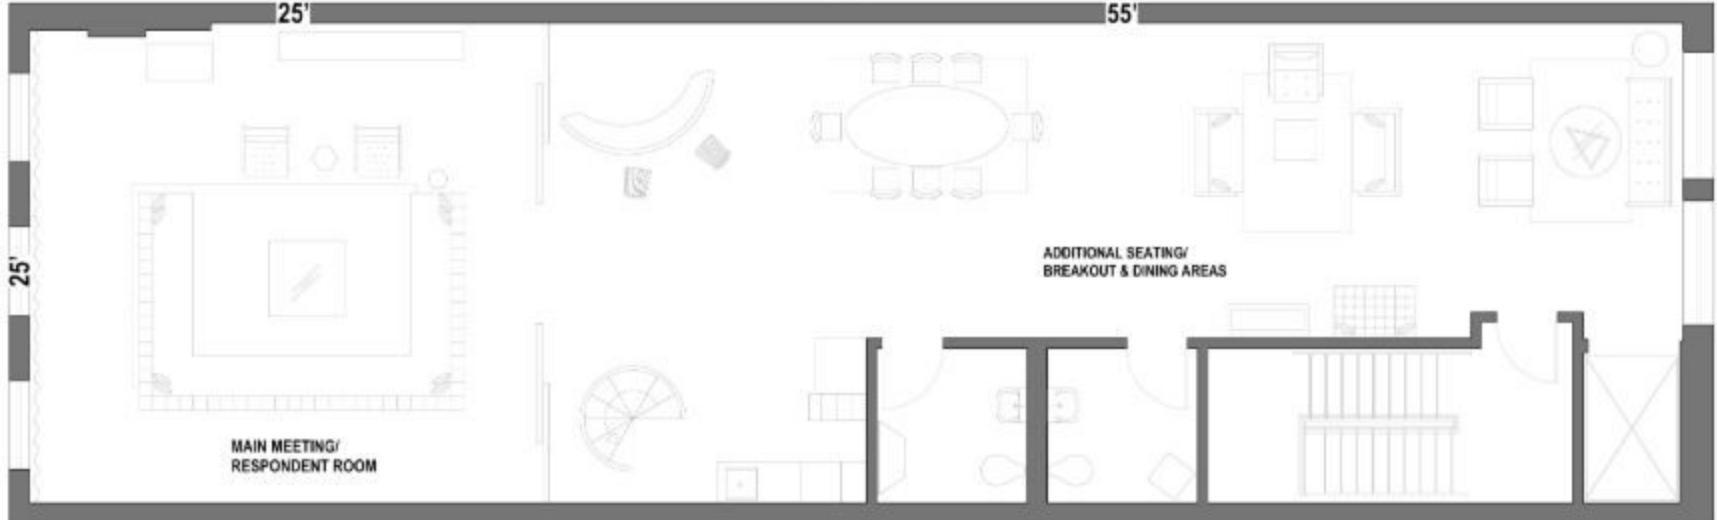 25'
55'
25'
ADDITIONAL SEATING/
BREAKOUT & DINING AREAS
MAIN MEETING/
RESPONDENT ROOM